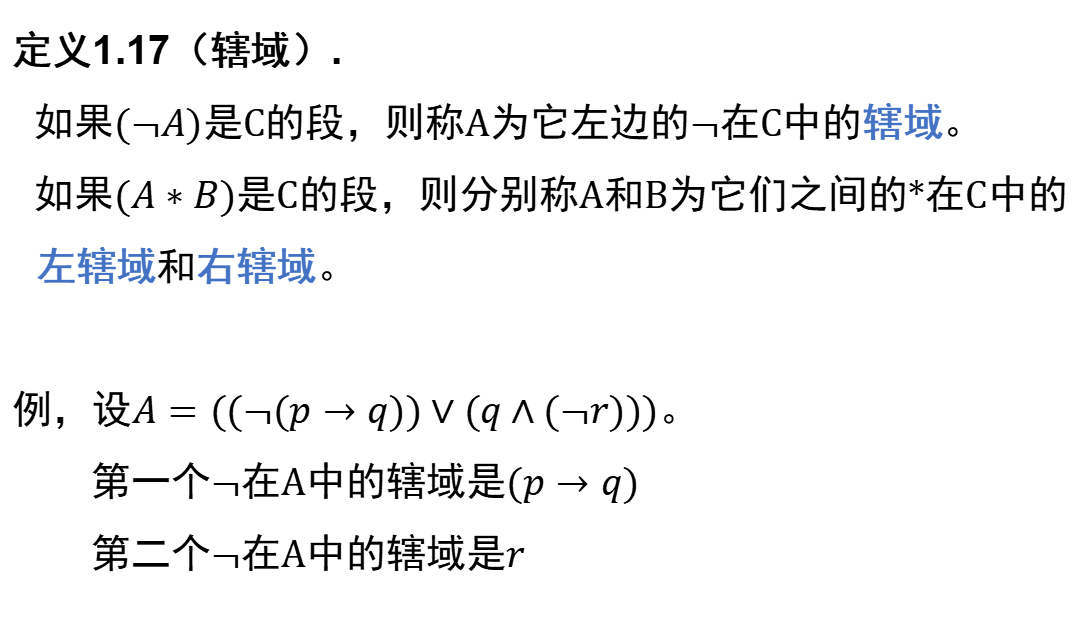 定义1.17（辖域）.
如果(¬A)是C的段，则称A为它左边的¬在C中的辖域。
如果(A ∗ B)是C的段，则分别称A和B为它们之间的*在C中的
左辖域和右辖域。
例，设A = ((¬(p → q)) ∨ (q ∧ (¬r)))。
第一个¬在A中的辖域是(p → q)
第二个¬在A中的辖域是r